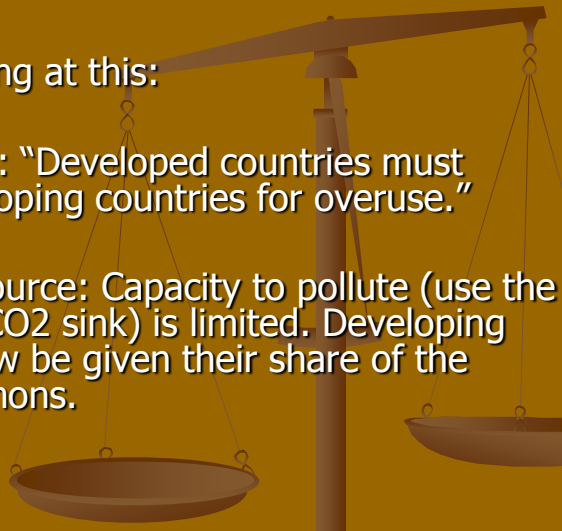 ng at this:
: “Developed countries must
oping countries for overuse.”
ource: Capacity to pollute (use the
CO2 sink) is limited. Developing
w be given their share of the
mons.